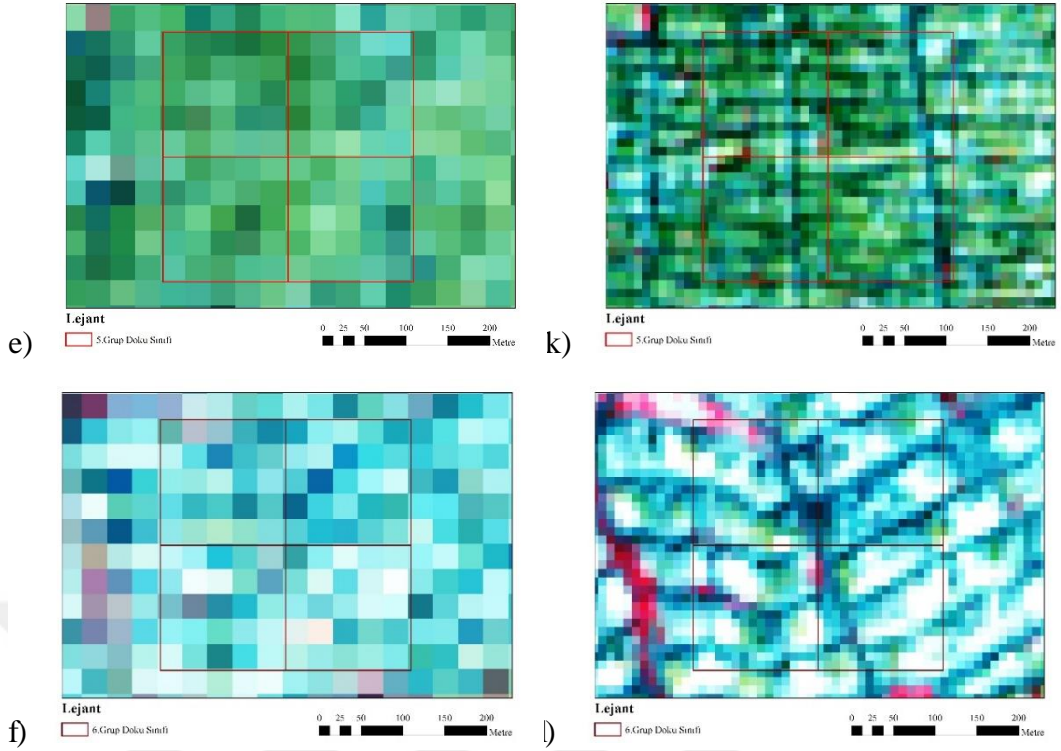 e)
Lejant
5.Grup Doku Sınıfı
0 25 50 100 150 200
Metre
k)
Lejant
5.Grup Doku Sınıfı
0 25 50 100 150 200
Metre
f)
Lejant
6.Grup Doku Sınıfı
0 25 50 100 150 200
Metre
)
Lejant
6.Grup Doku Sınıfı
0 25 50 100 150 200
Metre